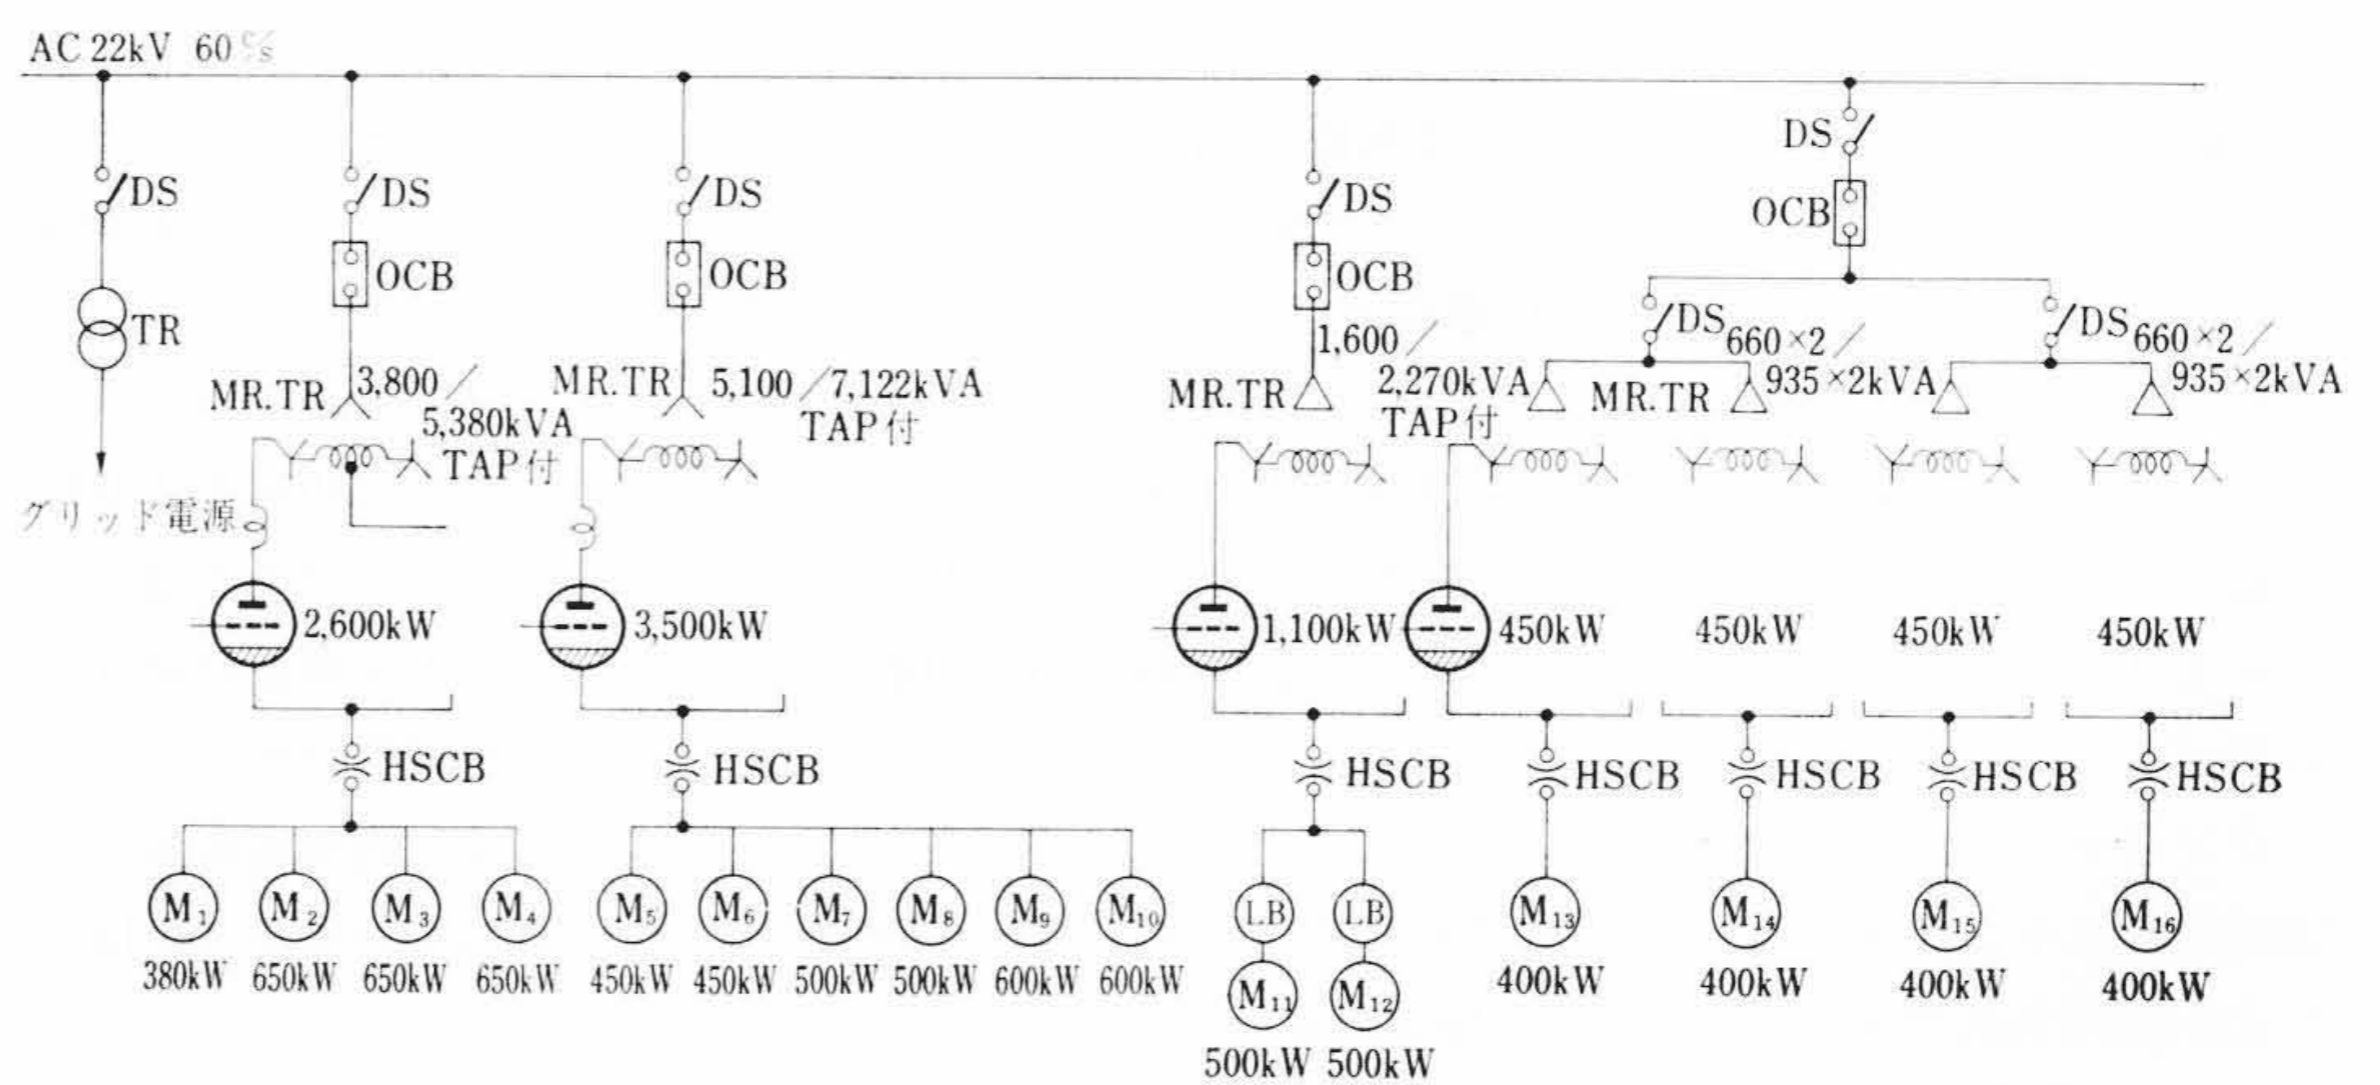 AC 22kV 60 c/s
DS
DS
DS
DS
DS
OCB
OCB
OCB
OCB
OCB
TR
DS
DS
MR.TR
3,800/
5,380kVA
TAP付
MR.TR
5,100/7,122kVA
TAP付
MR.TR
1,600/
2,270kVA
TAP付
MR.TR
660×2/
935×2kVA
660×2/
935×2kVA
グリッド電源
2,600kW
3,500kW
1,100kW
450kW
450kW
450kW
450kW
HSCB
HSCB
HSCB
HSCB
HSCB
HSCB
HSCB
M1
M2
M3
M4
M5
M6
M7
M8
M9
M10
LB
LB
M13
M14
M15
M16
380kW
650kW
650kW
650kW
450kW
450kW
500kW
500kW
600kW
600kW
M11
M12
400kW
400kW
400kW
400kW
500kW
500kW